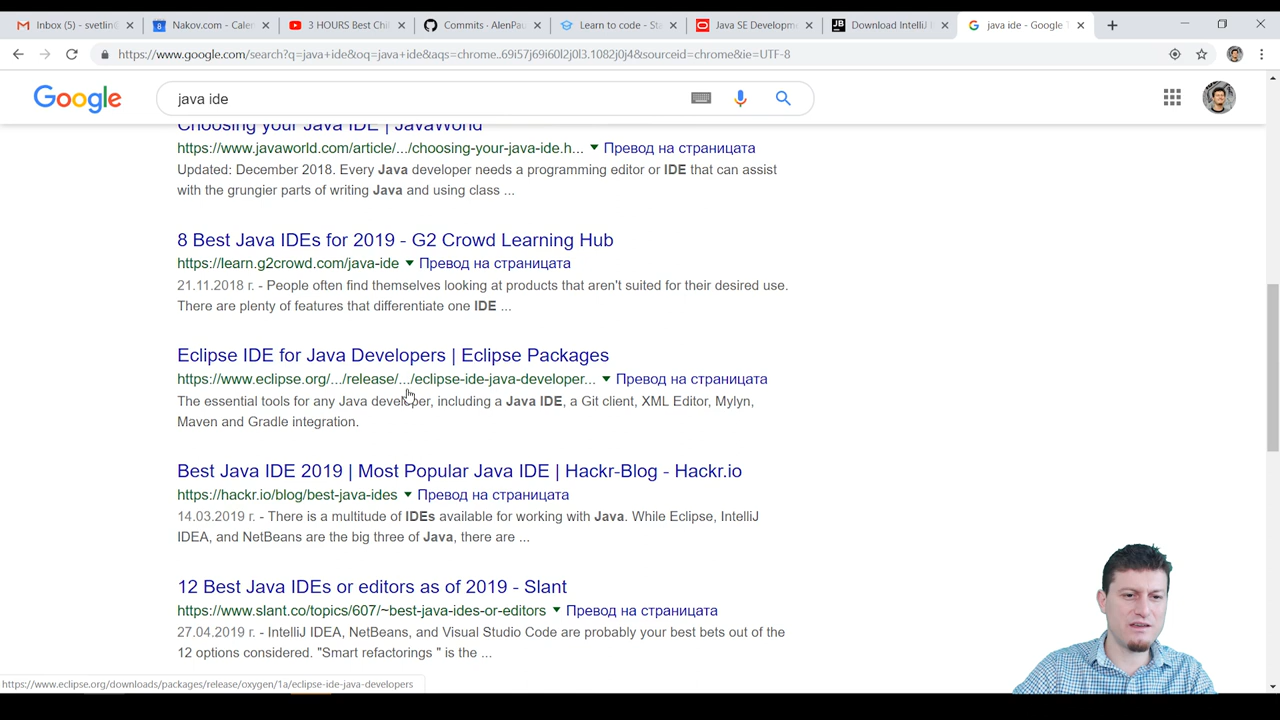 Inbox (5) - svetlin@
Nakov.com - Calen
3 HOURS Best Chil
Commits · AlenPau
Learn to code - Sta
Java SE Developme
Download IntelliJ I
java ide - Google T
https://www.google.com/search?q=java+ide&oq=java+ide&aqs=chrome..69i57j69i60l2j0l3.1082j0j4&sourceid=chrome&ie=UTF-8
Google
java ide
Choosing your Java IDE | JavaWorld
https://www.javaworld.com/article/.../choosing-your-java-ide.h... Превод на страницата
Updated: December 2018. Every Java developer needs a programming editor or IDE that can assist
with the grungier parts of writing Java and using class ...
8 Best Java IDEs for 2019 - G2 Crowd Learning Hub
https://learn.g2crowd.com/java-ide Превод на страницата
21.11.2018 г. - People often find themselves looking at products that aren't suited for their desired use.
There are plenty of features that differentiate one IDE ...
Eclipse IDE for Java Developers | Eclipse Packages
https://www.eclipse.org/.../release/.../eclipse-ide-java-developer... Превод на страницата
The essential tools for any Java developer, including a Java IDE, a Git client, XML Editor, Mylyn,
Maven and Gradle integration.
Best Java IDE 2019 | Most Popular Java IDE | Hackr-Blog - Hackr.io
https://hackr.io/blog/best-java-ides Превод на страницата
14.03.2019 г. - There is a multitude of IDEs available for working with Java. While Eclipse, IntelliJ
IDEA, and NetBeans are the big three of Java, there are ...
12 Best Java IDEs or editors as of 2019 - Slant
https://www.slant.co/topics/607/~best-java-ides-or-editors Превод на страницата
27.04.2019 г. - IntelliJ IDEA, NetBeans, and Visual Studio Code are probably your best bets out of the
12 options considered. "Smart refactorings " is the ...
https://www.eclipse.org/downloads/packages/release/oxygen/1a/eclipse-ide-java-developers